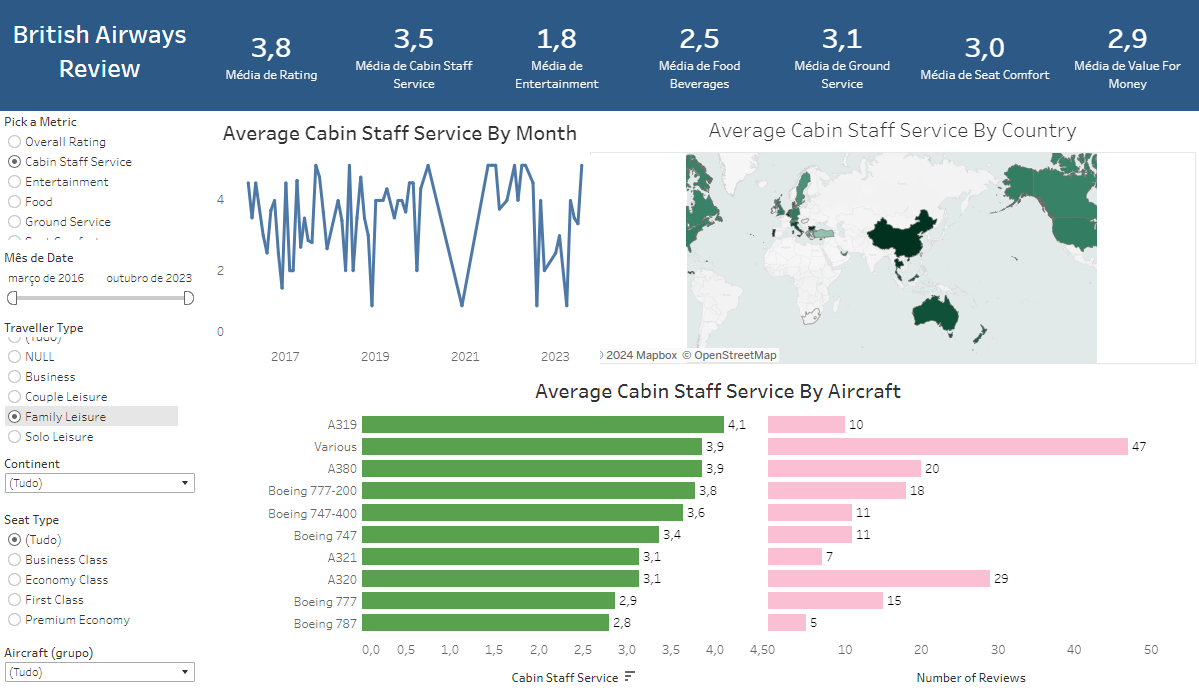 British Airways
Review
3,8
Média de Rating
3,5
Média de Cabin Staff
Service
1,8
Média de
Entertainment
2,5
Média de Food
Beverages
3,1
Média de Ground
Service
3,0
Média de Seat Comfort
2,9
Média de Value For
Money
Pick a Metric
Overall Rating
Cabin Staff Service
Entertainment
Food
Ground Service
Mês de Date
março de 2016 outubro de 2023
Traveller Type
(Tudo)
NULL
Business
Couple Leisure
Family Leisure
Solo Leisure
Continent
(Tudo)
Seat Type
(Tudo)
Business Class
Economy Class
First Class
Premium Economy
Aircraft (grupo)
(Tudo)
Average Cabin Staff Service By Month
4
2
0
2017 2019 2021 2023
Average Cabin Staff Service By Country
2024 Mapbox © OpenStreetMap
Average Cabin Staff Service By Aircraft
A319 4,1 10
Various 3,9 47
A380 3,9 20
Boeing 777-200 3,8 18
Boeing 747-400 3,6 11
Boeing 747 3,4 11
A321 3,1 7
A320 3,1 29
Boeing 777 2,9 15
Boeing 787 2,8 5
0,0 0,5 1,0 1,5 2,0 2,5 3,0 3,5 4,0 4,5 0 10 20 30 40 50
Cabin Staff Service Number of Reviews